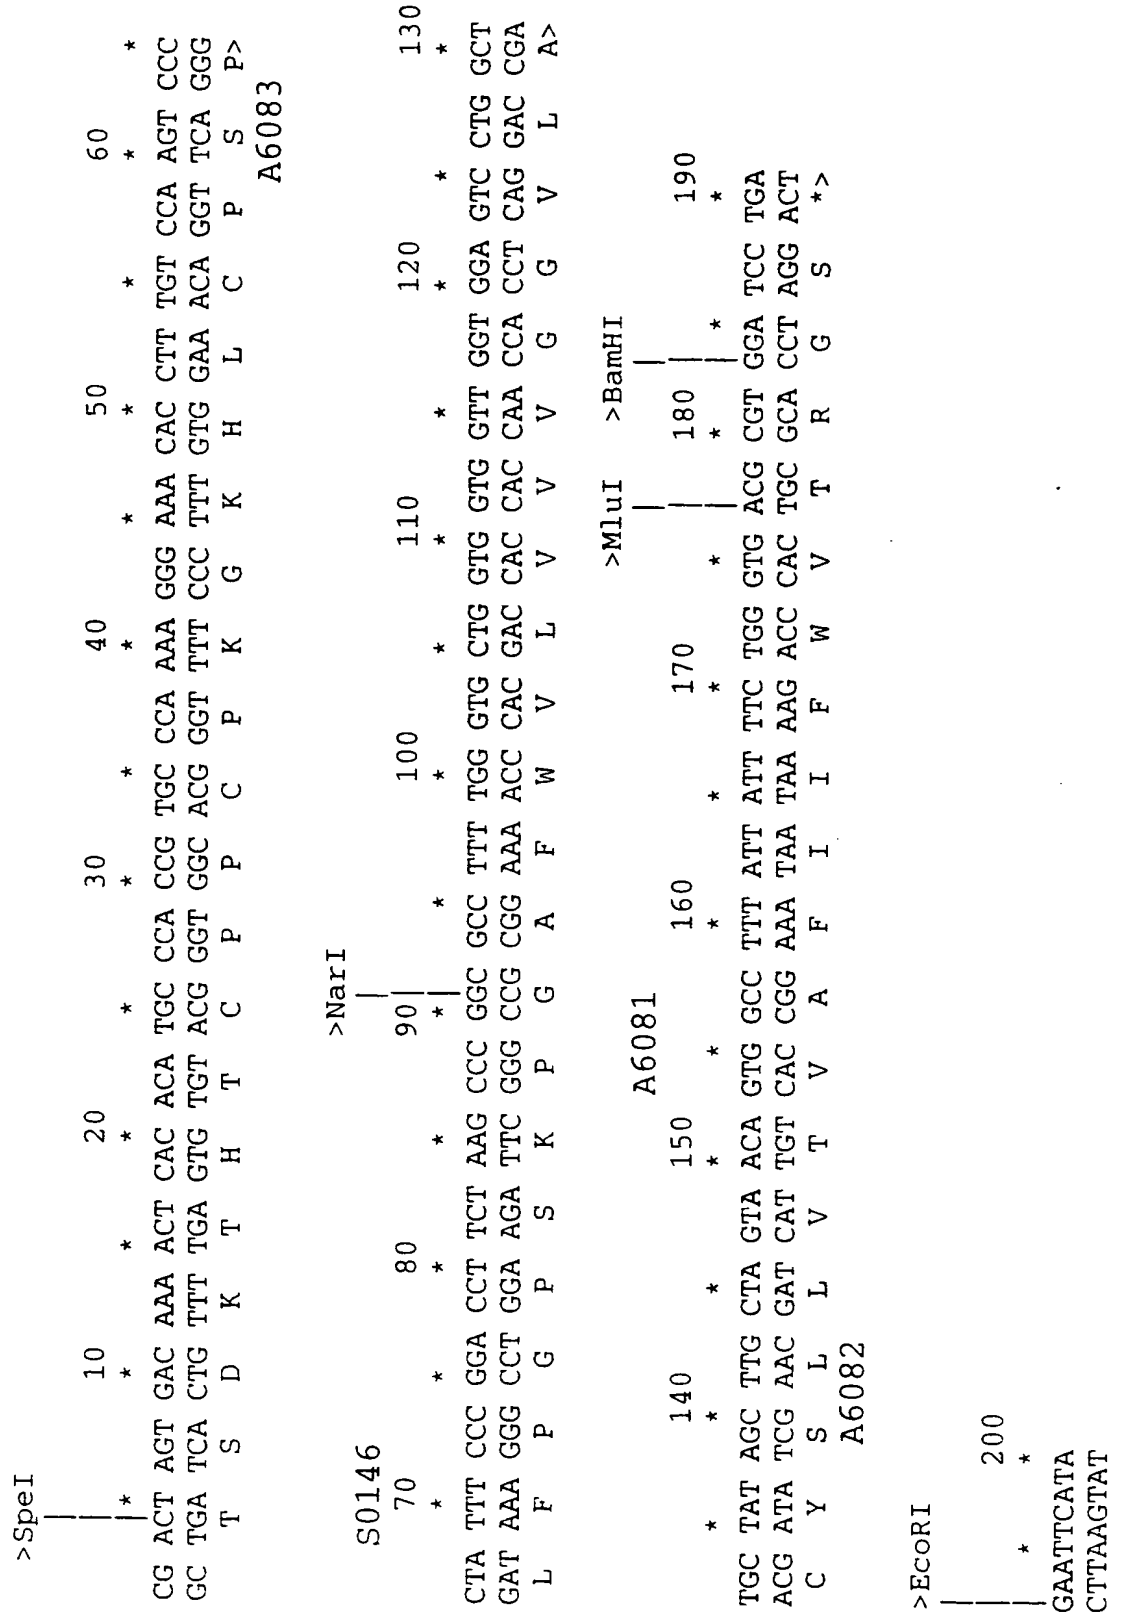 >SpeI
10 20 30 40 50 60
* * * * * * * * * * * * *
CG ACT AGT GAC AAA ACT CAC ACA TGC CCA CCG TGC CCA AAA GGG AAA CAC CTT TGT CCA AGT CCC
GC TGA TCA CTG TTT TGA GTG TGT ACG GGT GGC ACG GGT TTT CCC TTT GTG GAA ACA GGT TCA GGG
T S D K T H T C P P C P K G K H L C P S P>
A6083
S0146
>NarI
70 80 90 100 110 120 130
* * * * * * * * * * * * *
CTA TTT CCC GGA CCT TCT AAG CCC GGC GCC TTT TGG GTG CTG GTG GTG GTT GGT GGA GTC CTG GCT
GAT AAA GGG CCT GGA AGA TTC GGG CCG CGG AAA ACC CAC GAC CAC CAC CAA CCA CCT CAG GAC CGA
L F P G P S K P G A F W V L V V V G G V L A>
A6081
>MluI >BamHI
140 150 160 170 180 190
* * * * * * * * * * * *
TGC TAT AGC TTG CTA GTA ACA GTG GCC TTT ATT ATT TTC TGG GTG ACG CGT GGA TCC TGA
ACG ATA TCG AAC GAT CAT TGT CAC CGG AAA TAA TAA AAG ACC CAC TGC GCA CCT AGG ACT
C Y S L L V T V A F I I F W V T R G S *>
A6082
>EcoRI
200
* *
GAATTCATA
CTTAAGTAT